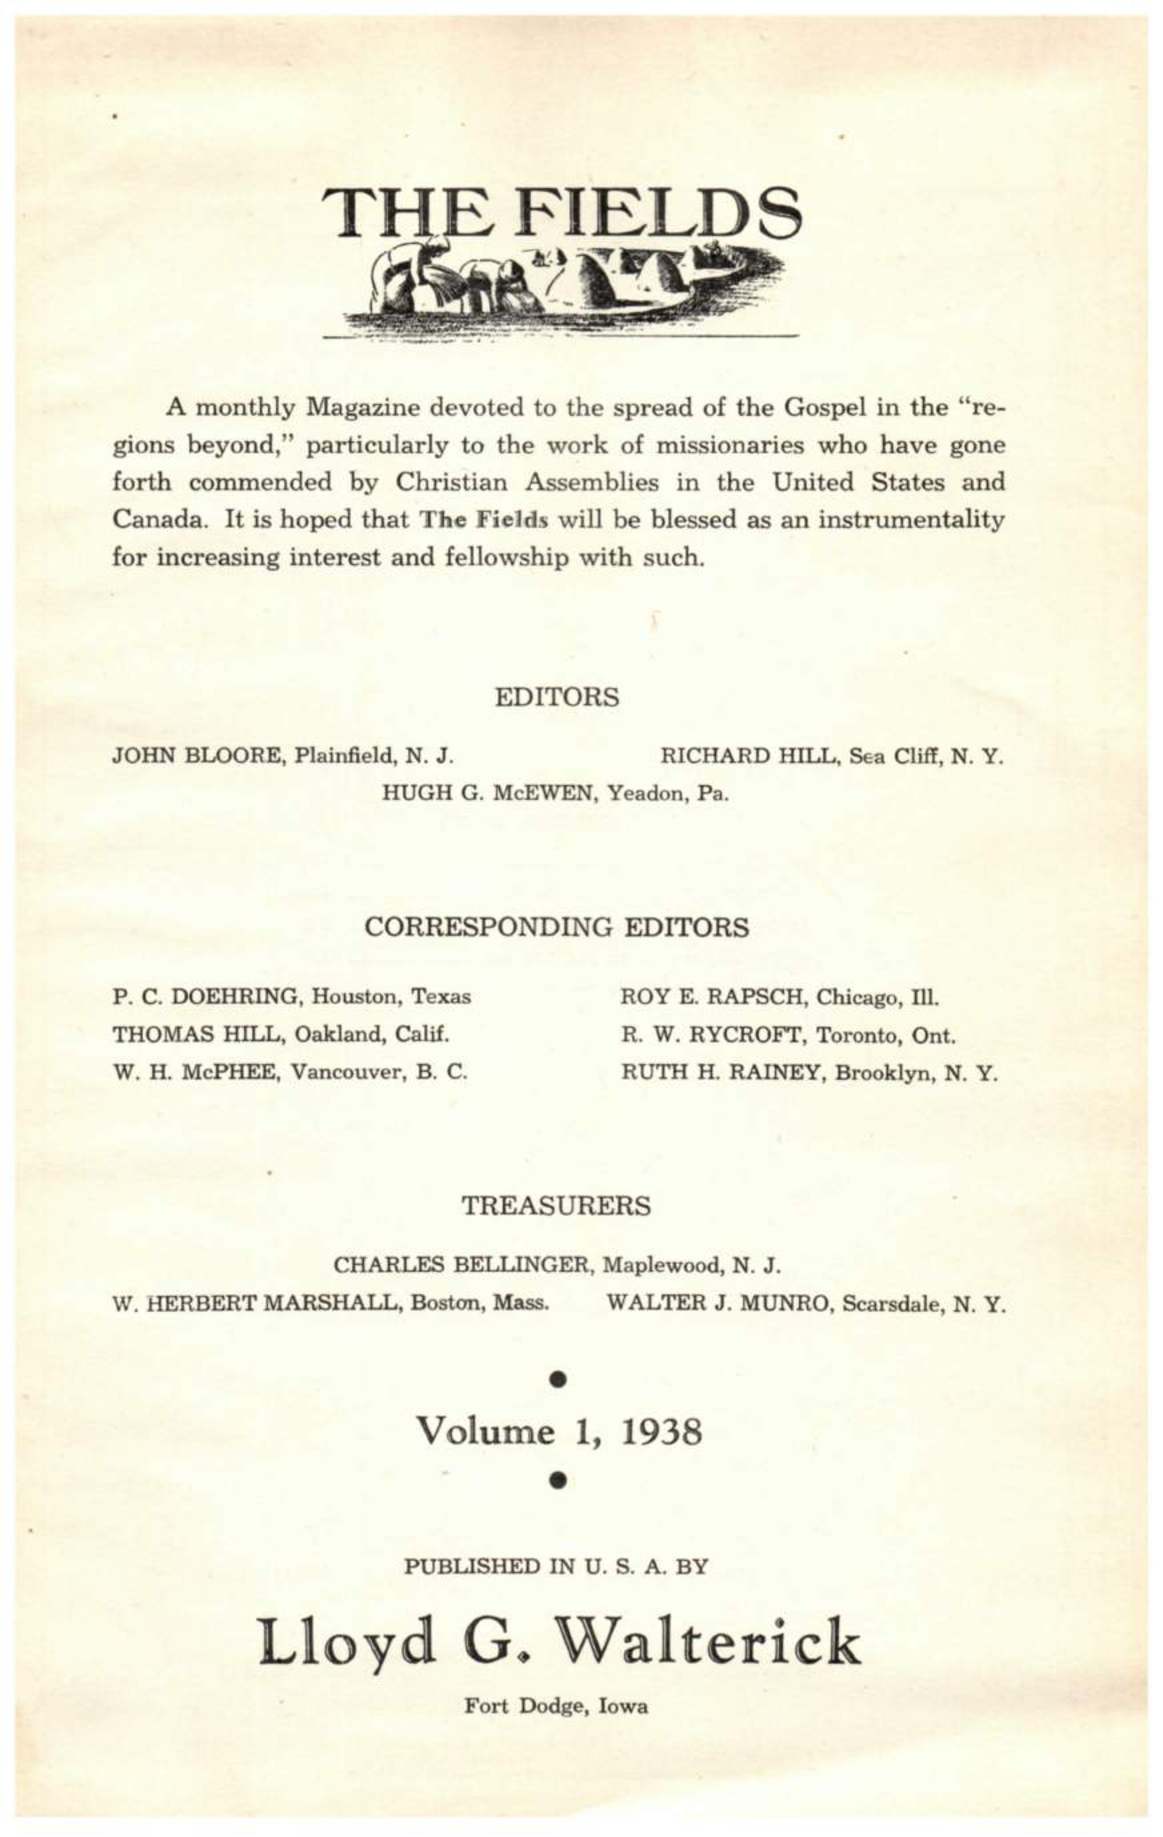 THE FIELDS
A monthly Magazine devoted to the spread of the Gospel in the “re-
gions beyond,” particularly to the work of missionaries who have gone
forth commended by Christian Assemblies in the United States and
Canada. It is hoped that The Fields will be blessed as an instrumentality
for increasing interest and fellowship with such.
EDITORS
JOHN BLOORE, Plainfield, N. J. RICHARD HILL, Sea Cliff, N. Y.
HUGH G. McEWEN, Yeadon, Pa.
CORRESPONDING EDITORS
P. C. DOEHRING, Houston, Texas ROY E. RAPSCH, Chicago, Ill.
THOMAS HILL, Oakland, Calif. R. W. RYCROFT, Toronto, Ont.
W. H. McPHEE, Vancouver, B. C. RUTH H. RAINEY, Brooklyn, N. Y.
TREASURERS
CHARLES BELLINGER, Maplewood, N. J.
W. HERBERT MARSHALL, Boston, Mass. WALTER J. MUNRO, Scarsdale, N. Y.
Volume 1, 1938
PUBLISHED IN U. S. A. BY
Lloyd G. Walterick
Fort Dodge, Iowa